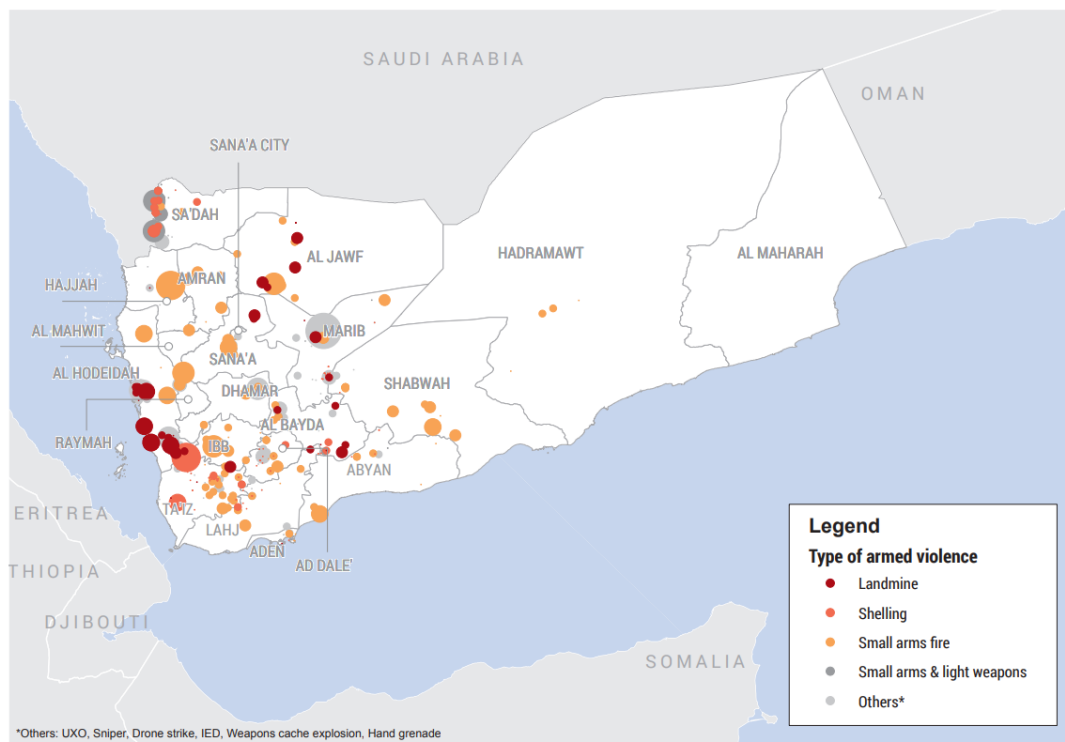 SAUDI ARABIA
OMAN
SANA'A CITY
SA'DAH
AL JAWF
HADRAMAWT
AL MAHARAH
HAJJAH
AMRAN
AL MAHWIT
MARIB
SANA'A
AL HODEIDAH
DHAMAR
SHABWAH
RAYMAH
AL BAYDA
IBB
ABYAN
TA'IZ
ERITREA
LAHJ
ADEN
AD DALE'
THIOPIA
DJIBOUTI
SOMALIA
Legend
Type of armed violence
Landmine
Shelling
Small arms fire
Small arms & light weapons
Others*
*Others: UXO, Sniper, Drone strike, IED, Weapons cache explosion, Hand grenade